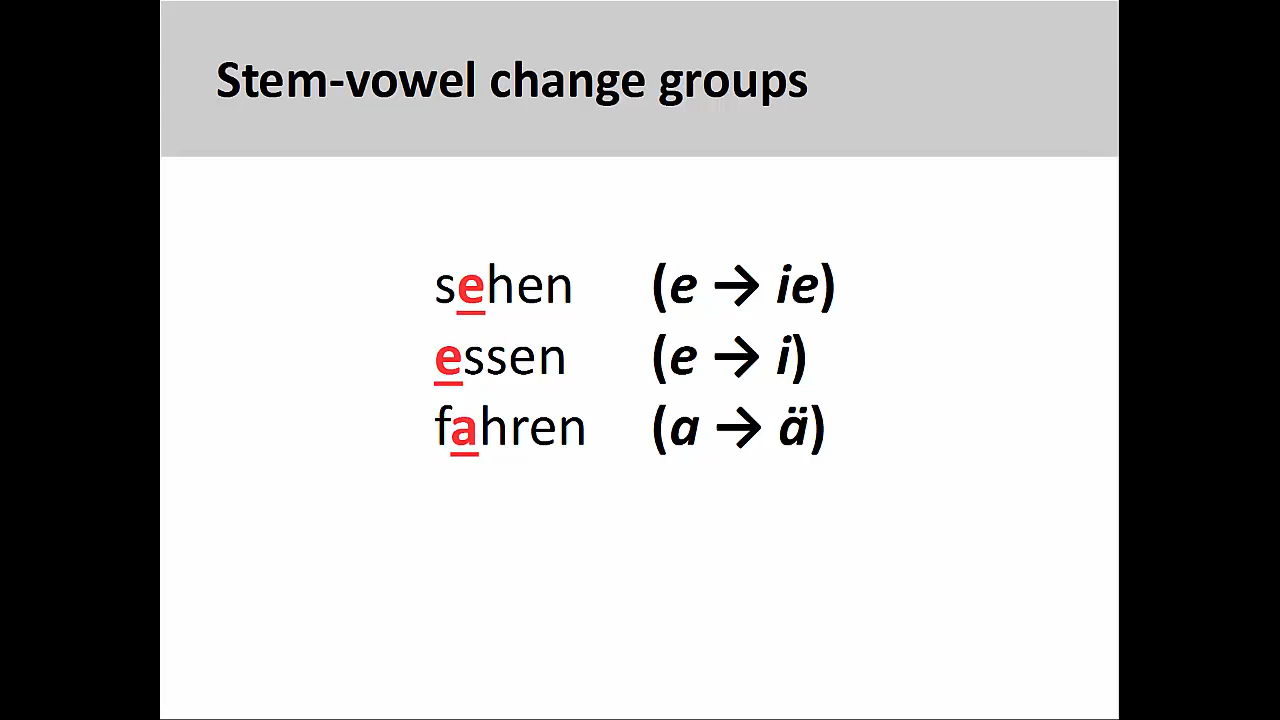 Stem-vowel change groups
sehen (e → ie)
essen (e → i)
fahren (a → ä)